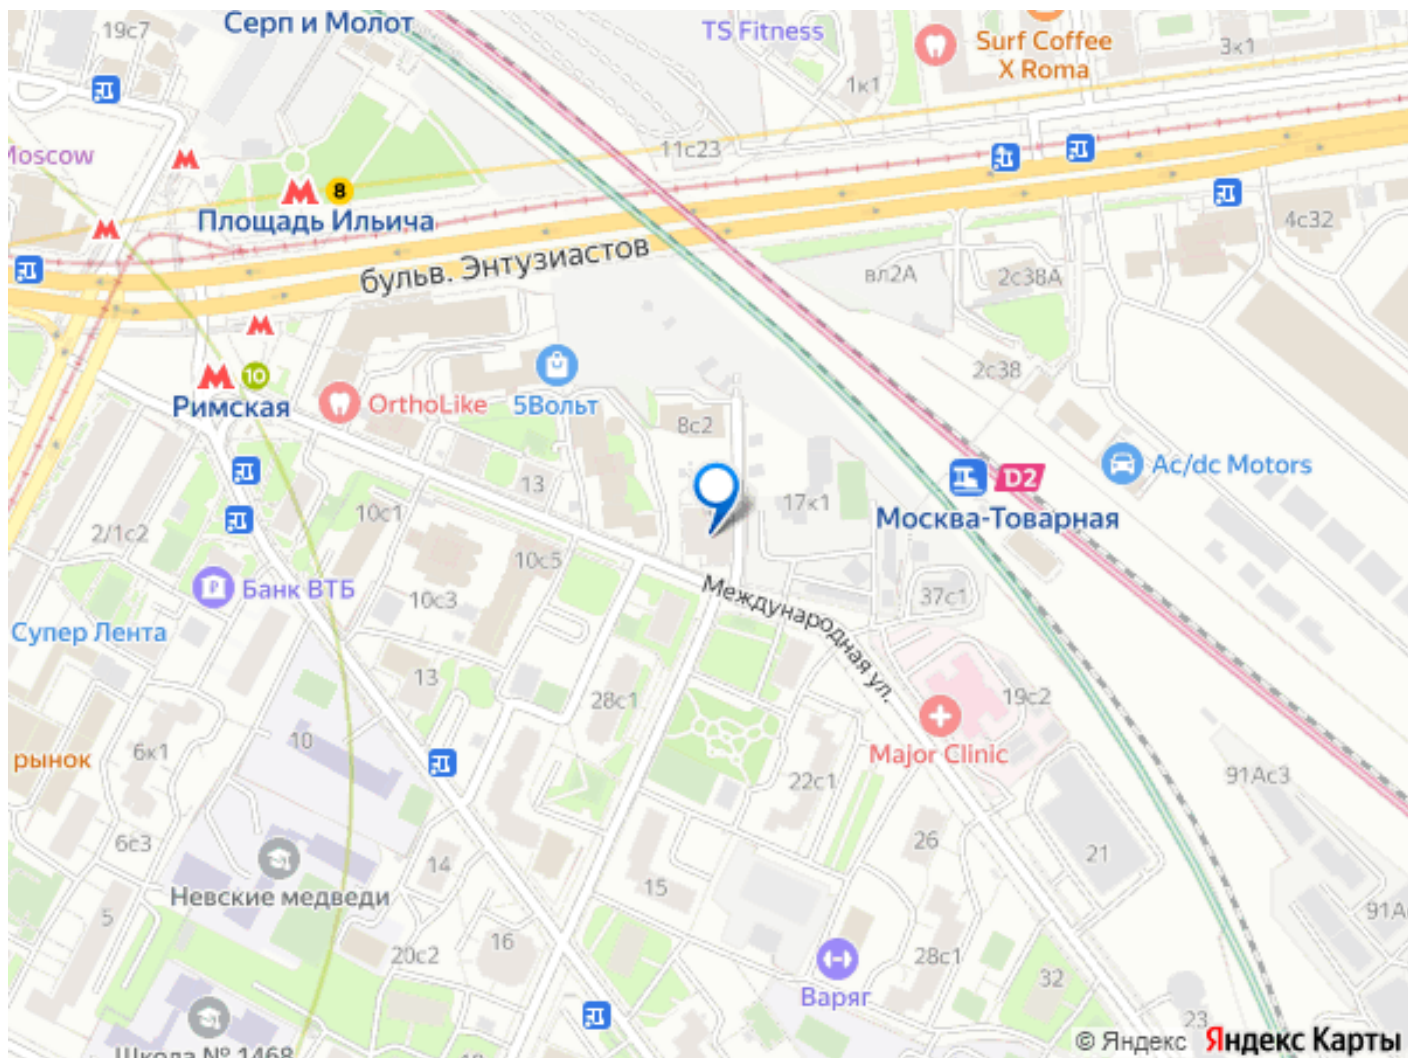 19с7
Серп и Молот
TS Fitness
Surf Coffee
X Roma
3к1
1к1
Moscow
11с23
8
Площадь Ильича
4с32
бульв. Энтузиастов
вл2А
2с38А
10
Римская
OrthoLike
5Вольт
2с38
8с2
13
17к1
D2
Москва-Товарная
Ac/dc Motors
10с1
2/1с2
10с5
Банк ВТБ
10с3
Международная ул.
37с1
Супер Лента
13
28с1
19с2
Major Clinic
10
6к1
рынок
22с1
91Ас3
6е3
14
26
21
Невские медведи
15
5
91А
16
20с2
28с1
32
Варяг
23
Школа № 1468
© Яндекс Яндекс Карты